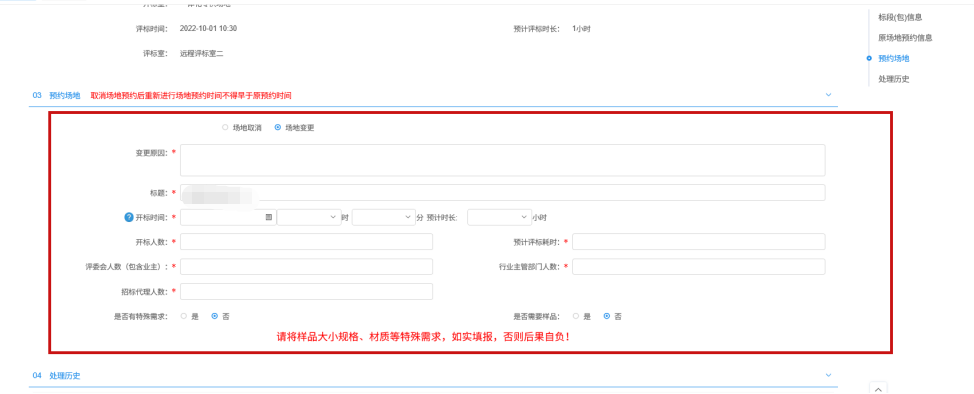 评标时间： 2022-10-01 10:30 预计评标时长： 1小时
评标室： 远程评标室二
标段(包)信息
原场地预约信息
预约场地
处理历史
03 预约场地 取消场地预约后重新进行场地预约时间不得早于原预约时间
场地取消 场地变更
变更原因： *
标题： *
? 开标时间： * 时 分 预计时长: 小时
开标人数： * 预计评标耗时： *
评委会人数（包含业主）： * 行业主管部门人数： *
招标代理人数： *
是否有特殊需求： 是 否 是否需要样品： 是 否
请将样品大小规格、材质等特殊需求，如实填报，否则后果自负！
04 处理历史